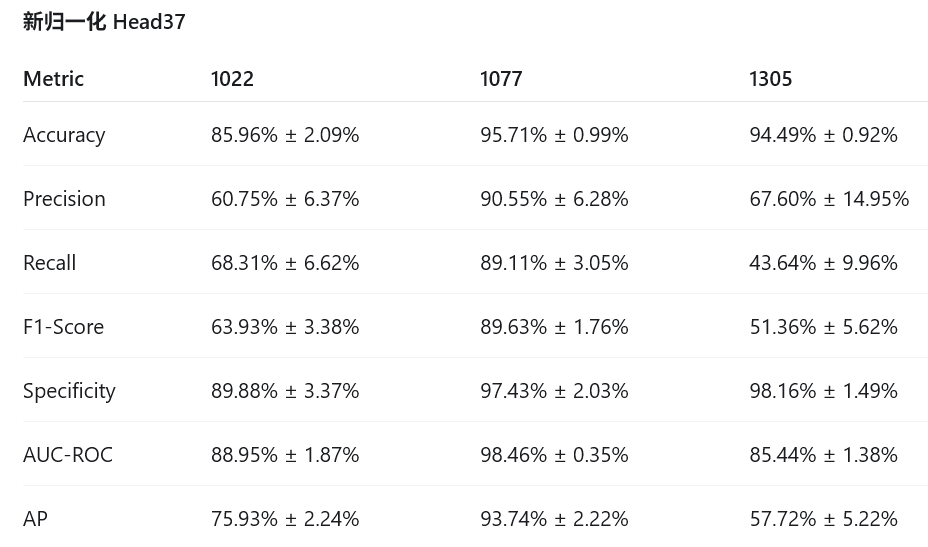 新归一化 Head37
Metric 1022 1077 1305
Accuracy 85.96% ± 2.09% 95.71% ± 0.99% 94.49% ± 0.92%
Precision 60.75% ± 6.37% 90.55% ± 6.28% 67.60% ± 14.95%
Recall 68.31% ± 6.62% 89.11% ± 3.05% 43.64% ± 9.96%
F1-Score 63.93% ± 3.38% 89.63% ± 1.76% 51.36% ± 5.62%
Specificity 89.88% ± 3.37% 97.43% ± 2.03% 98.16% ± 1.49%
AUC-ROC 88.95% ± 1.87% 98.46% ± 0.35% 85.44% ± 1.38%
AP 75.93% ± 2.24% 93.74% ± 2.22% 57.72% ± 5.22%